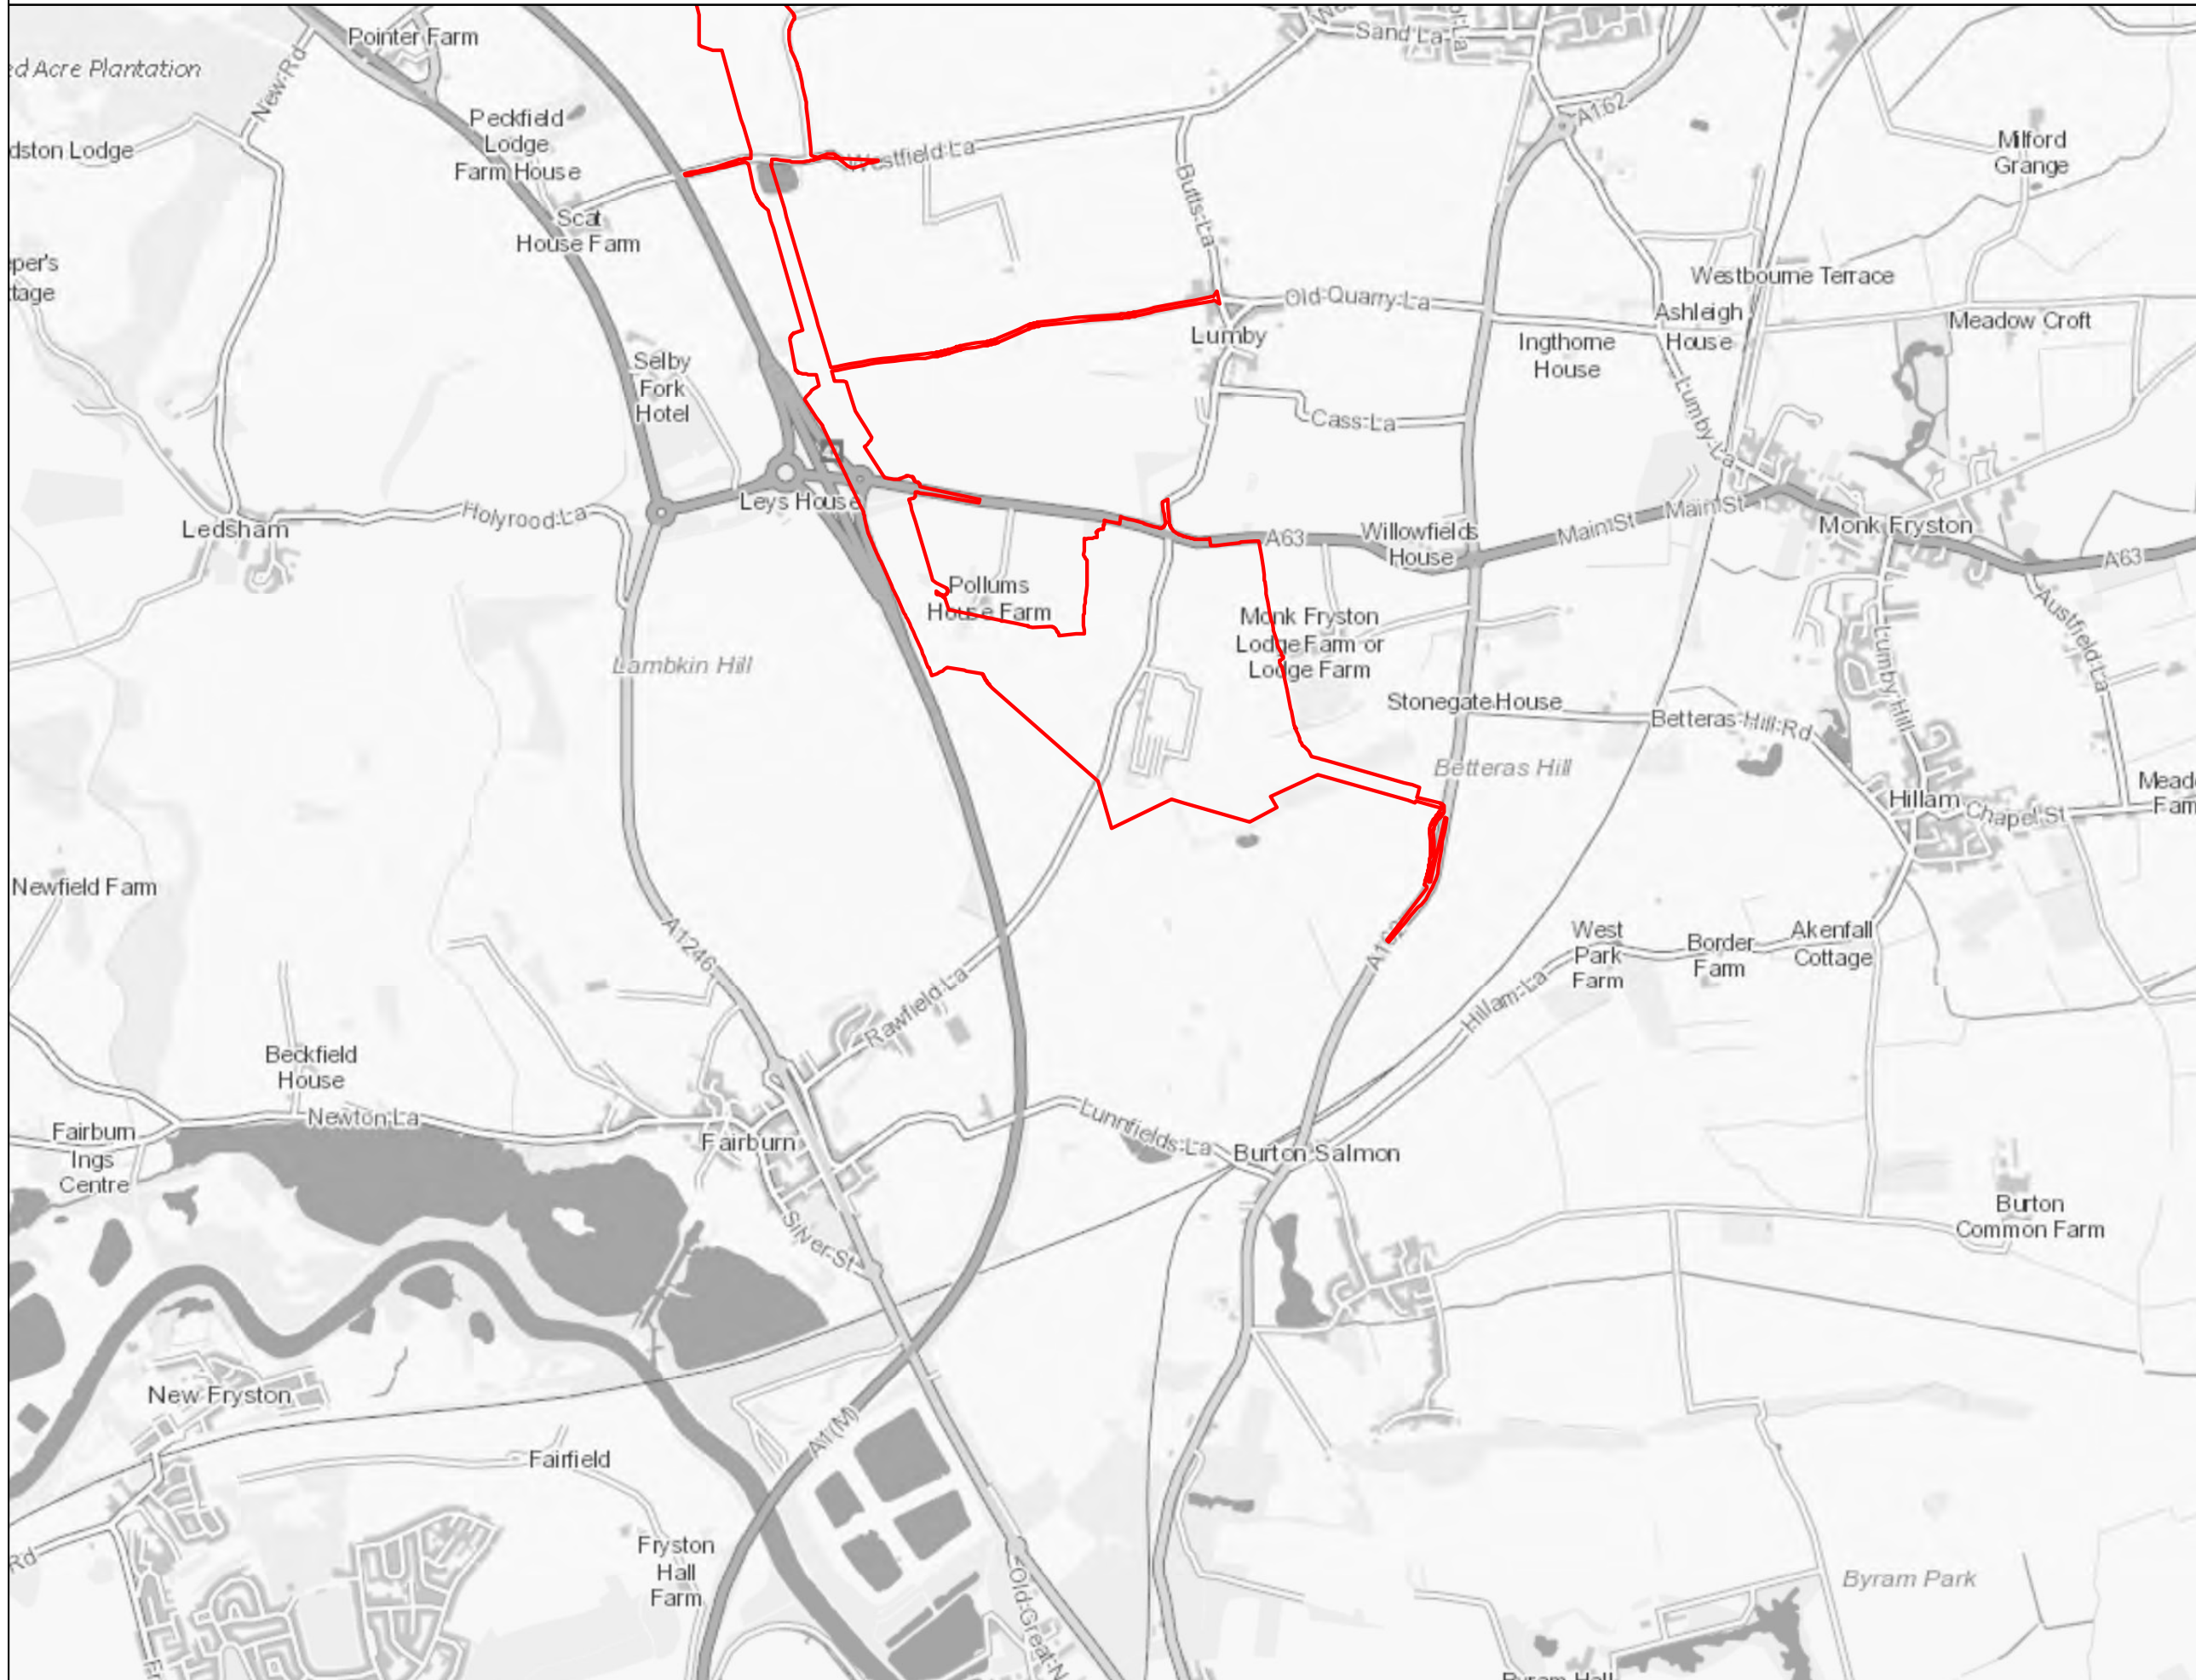 Pointer Farm
Sand La
New Rd
ed Acre Plantation
A162
Peckfield
Lodge
Farm House
dston Lodge
Westfield La
Milford
Grange
Scat
House Farm
Butts La
eper's
ttage
Westbourne Terrace
Old Quarry La
Ashleigh
House
Meadow Croft
Lumby
Ingthorne
House
Selby
Fork
Hotel
Lumby La
Cass La
Leys House
Main St
Main St
Holyrood La
Ledsham
A63
Willowfields
House
Monk Fryston
A63
Pollums
House Farm
Monk Fryston
Lodge Farm or
Lodge Farm
Austfield La
Lumby Hill
Lambkin Hill
Stonegate House
Betteras Hill Rd
Betteras Hill
Hillam
Chapel St
Mead
Farm
Newfield Farm
A1246
A162
West
Park
Farm
Border
Farm
Akenfall
Cottage
Hillam La
Rawfield La
Beckfield
House
Newton La
Fairburn
Ings
Centre
Fairburn
Lunnfields La
Burton Salmon
Silver St
Burton
Common Farm
New Fryston
A1(M)
Fairfield
Fryston
Hall
Farm
Rd
Old Great N
Byram Park
Byram Hall
Fr